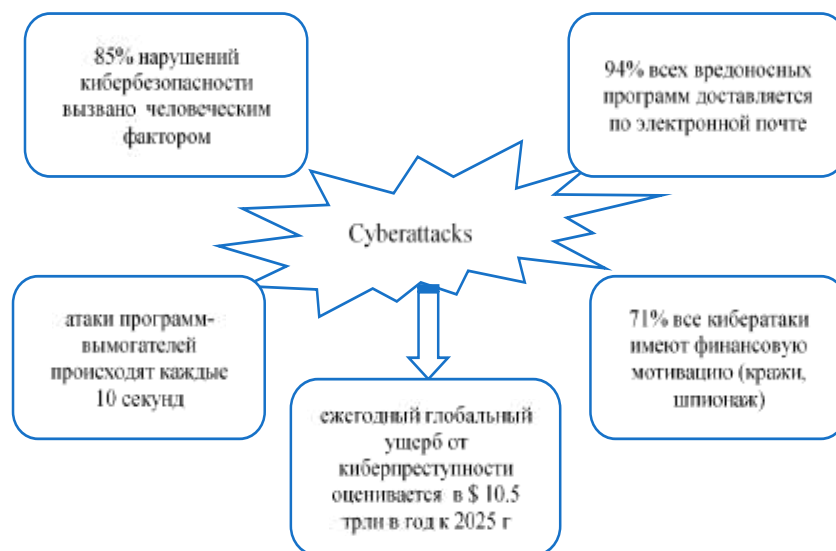 85% нарушений
кибербезопасности
вызвано человеческим
фактором
94% всех вредоносных
программ доставляется
по электронной почте
Cyberattacks
атаки программ-
вымогателей
происходят каждые
10 секунд
71% все кибератаки
имеют финансовую
мотивацию (кражи,
шпионаж)
ежегодный глобальный
ущерб от
киберпреступности
оценивается в $ 10.5
трлн в год к 2025 г